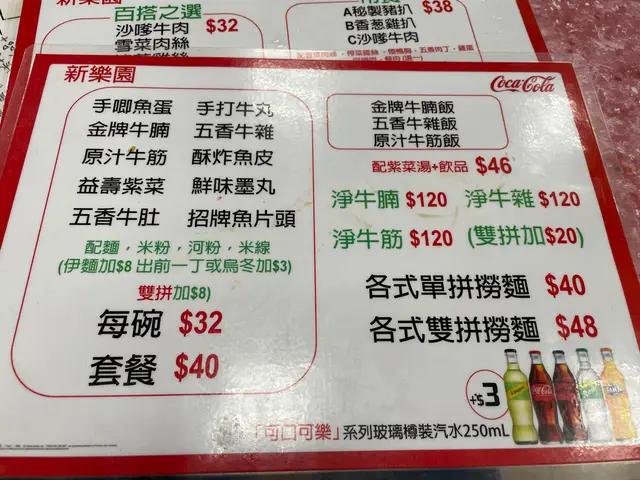 新樂園
百搭之選
沙嗲牛肉 $32
雪菜肉絲
A秘製豬扒 $38
B香葱雞扒
C沙嗲牛肉
新樂園
Coca-Cola
手唧魚蛋 手打牛丸
金牌牛腩 五香牛雜
原汁牛筋 酥炸魚皮
益壽紫菜 鮮味墨丸
五香牛肚 招牌魚片頭
配麵,米粉,河粉,米線
(伊麵加$8 出前一丁或烏冬加$3)
雙拼加$8)
每碗 $32
套餐 $40
金牌牛腩飯
五香牛雜飯
原汁牛筋飯
配紫菜湯+飲品 $46
淨牛腩 $120 淨牛雜 $120
淨牛筋 $120 (雙拼加$20)
各式單拼撈麵 $40
各式雙拼撈麵 $48
+$3
「可口可樂」系列玻璃樽裝汽水250mL